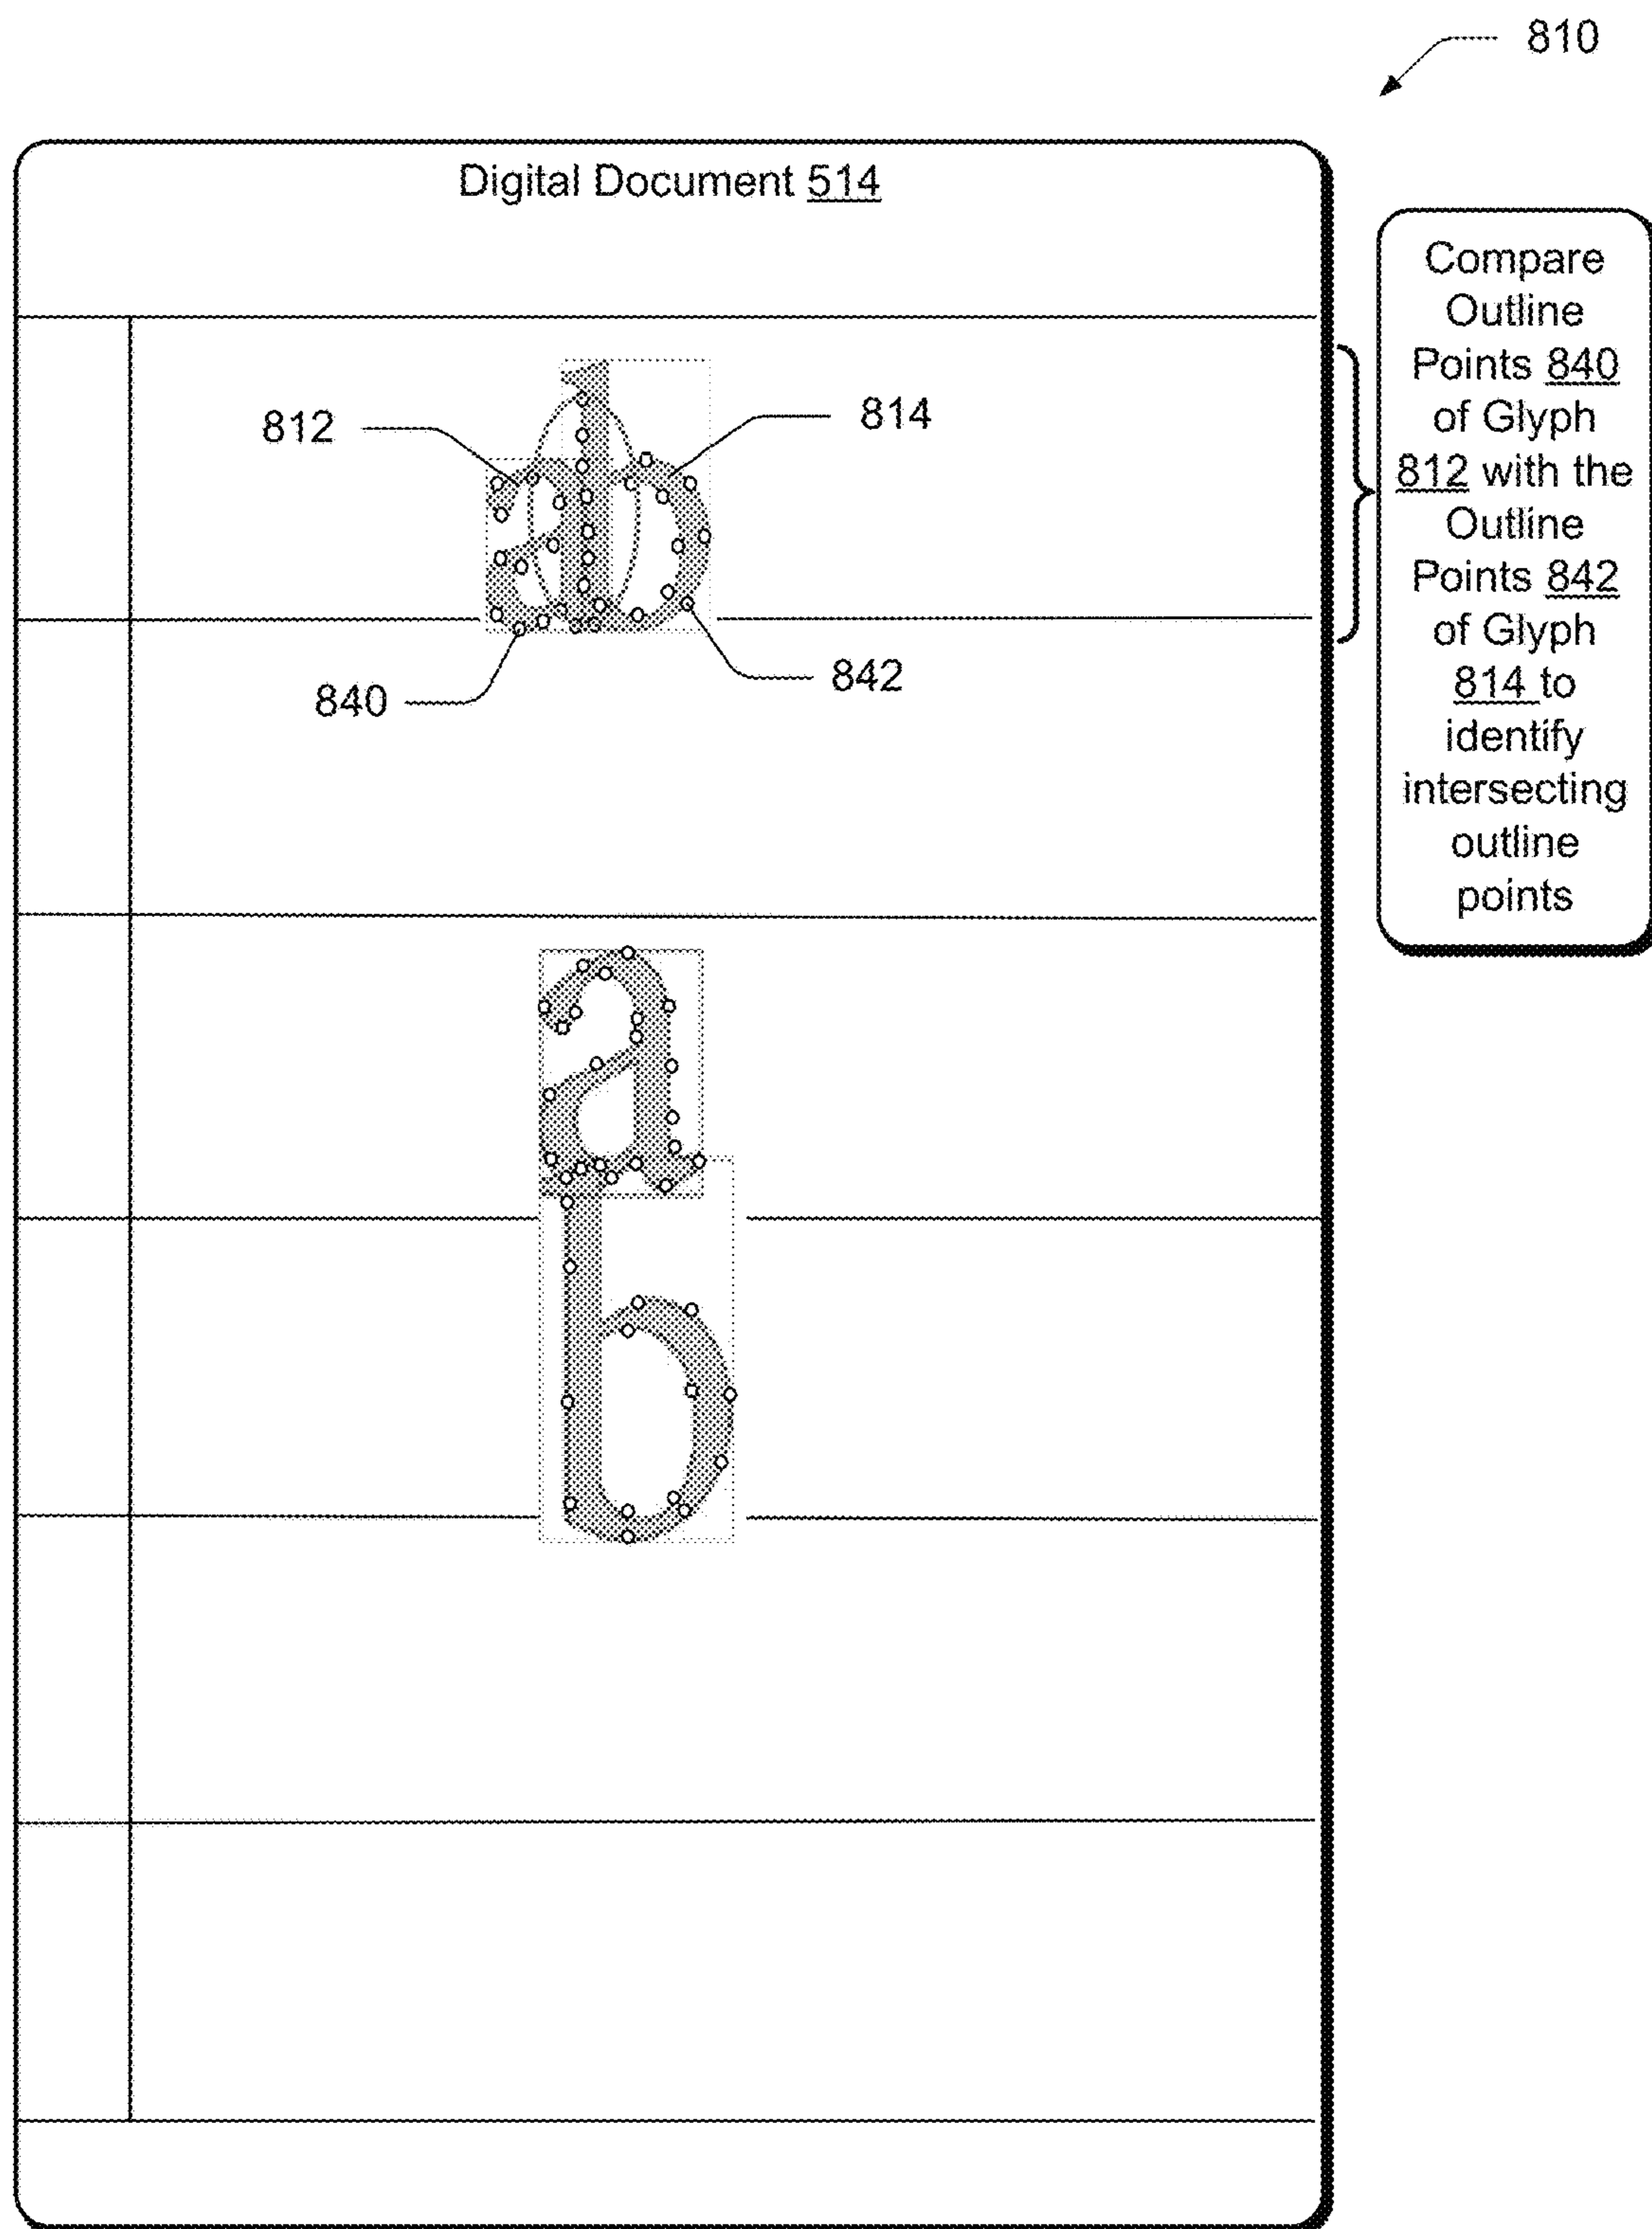 810
Digital Document 514
Compare
Outline
Points 840
of Glyph
812 with the
Outline
Points 842
of Glyph
814 to
identify
intersecting
outline
points
812
814
840
842
a
b
a
b